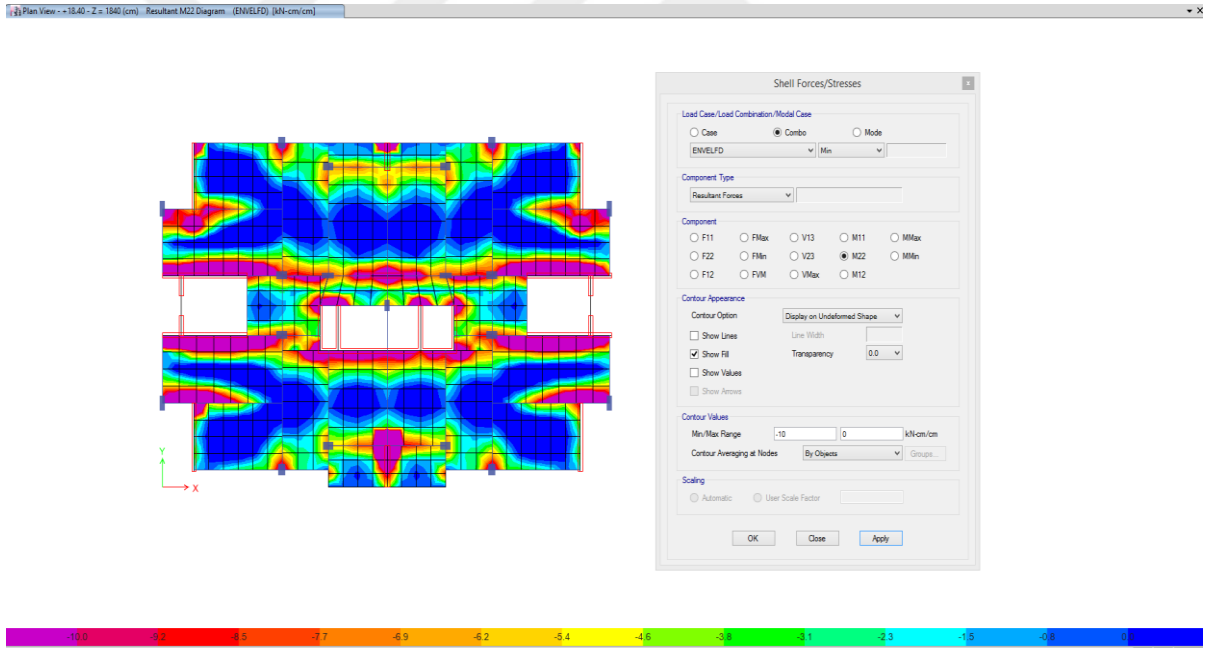 Plan View - +18.40 - Z = 1840 (cm) Resultant M22 Diagram (ENVELFD) [kN-cm/cm]
Shell Forces/Stresses
Load Case/Load Combination/Modal Case
Case Combo Mode
ENVELFD Min
Component Type
Resultant Forces
Component
F11 FMax V13 M11 MMax
F22 FMin V23 M22 MMin
F12 FVM VMax M12
Contour Appearance
Contour Option Display on Undeformed Shape
Show Lines Line Width
Show Fill Transparency 0.0
Show Values
Show Arrows
Contour Values
Min/Max Range -10 0 kN-cm/cm
Contour Averaging at Nodes By Objects Groups...
Scaling
Automatic User Scale Factor
OK Close Apply
Y
X
-10.0 -9.2 -8.5 -7.7 -6.9 -6.2 -5.4 -4.6 -3.8 -3.1 -2.3 -1.5 -0.8